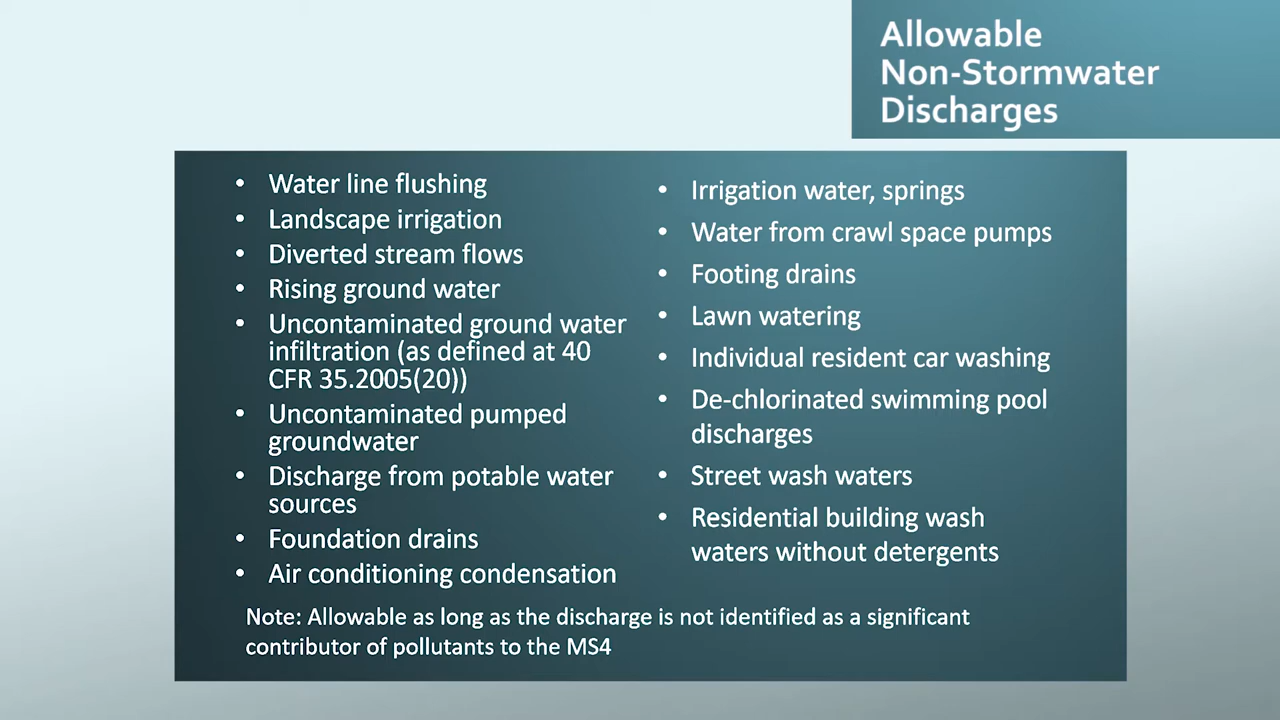 Allowable
Non-Stormwater
Discharges
• Water line flushing
• Landscape irrigation
• Diverted stream flows
• Rising ground water
• Uncontaminated ground water
infiltration (as defined at 40
CFR 35.2005(20))
• Uncontaminated pumped
groundwater
• Discharge from potable water
sources
• Foundation drains
• Air conditioning condensation
• Irrigation water, springs
• Water from crawl space pumps
• Footing drains
• Lawn watering
• Individual resident car washing
• De-chlorinated swimming pool
discharges
• Street wash waters
• Residential building wash
waters without detergents
Note: Allowable as long as the discharge is not identified as a significant
contributor of pollutants to the MS4